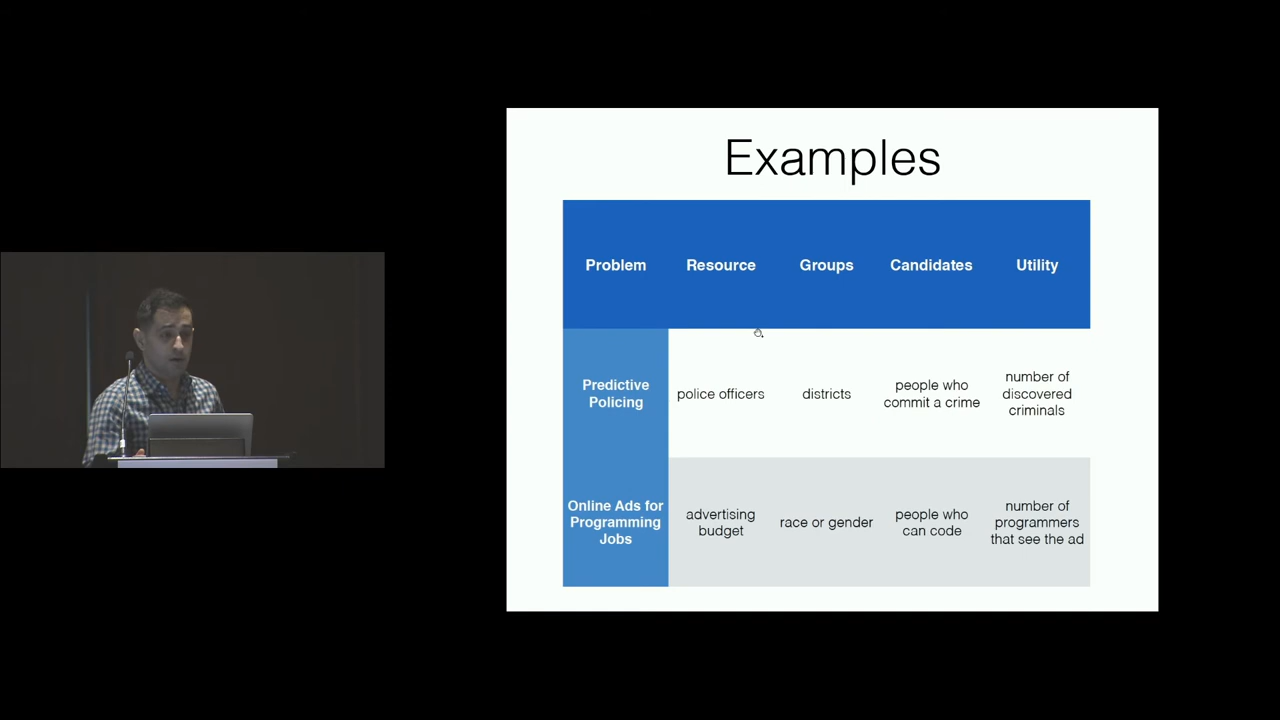 Examples
Problem Resource Groups Candidates Utility
Predictive
Policing
police officers
districts
people who
commit a crime
number of
discovered
criminals
Online Ads for
Programming
Jobs
advertising
budget
race or gender
people who
can code
number of
programmers
that see the ad